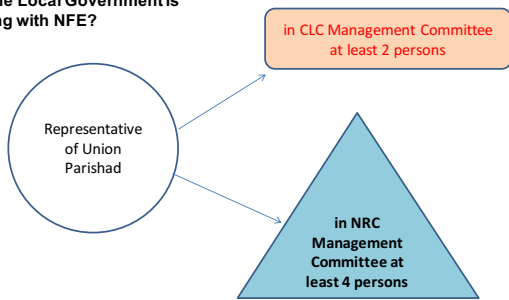 Local Government is
ng with NFE?
in CLC Management Committee
at least 2 persons
Representative
of Union
Parishad
in NRC
Management
Committee at
least 4 persons